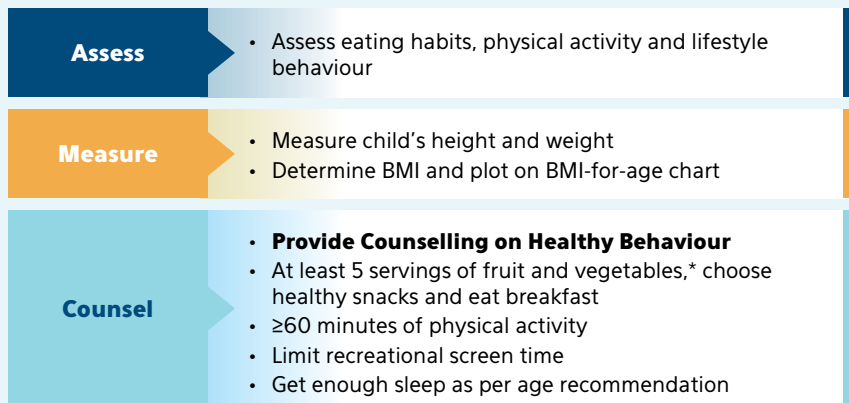 Assess
• Assess eating habits, physical activity and lifestyle
behaviour
Measure
• Measure child's height and weight
• Determine BMI and plot on BMI-for-age chart
Counsel
• Provide Counselling on Healthy Behaviour
• At least 5 servings of fruit and vegetables,* choose
healthy snacks and eat breakfast
• ≥60 minutes of physical activity
• Limit recreational screen time
• Get enough sleep as per age recommendation